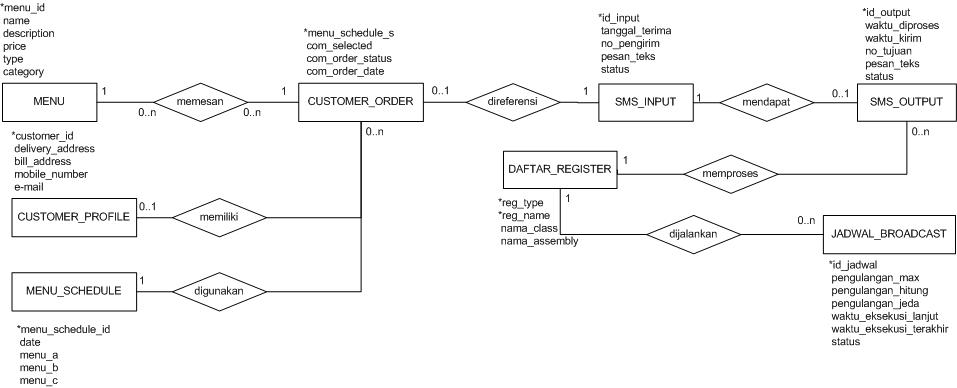 *menu_id
name
description
price
type
category
MENU
1
0..n
memesan
0..n
1
*menu_schedule_s
com_selected
com_order_status
com_order_date
CUSTOMER_ORDER
0..1
0..n
direferensi
1
*id_input
tanggal_terima
no_pengirim
pesan_teks
status
SMS_INPUT
1
mendapat
0..1
*id_output
waktu_diproses
waktu_kirim
no_tujuan
pesan_teks
status
SMS_OUTPUT
0..n
*customer_id
delivery_address
bill_address
mobile_number
e-mail
CUSTOMER_PROFILE
0..1
memiliki
DAFTAR_REGISTER
1
memproses
1
*reg_type
*reg_name
nama_class
nama_assembly
dijalankan
0..n
JADWAL_BROADCAST
*id_jadwal
pengulangan_max
pengulangan_hitung
pengulangan_jeda
waktu_eksekusi_lanjut
waktu_eksekusi_terakhir
status
MENU_SCHEDULE
1
digunakan
*menu_schedule_id
date
menu_a
menu_b
menu_c